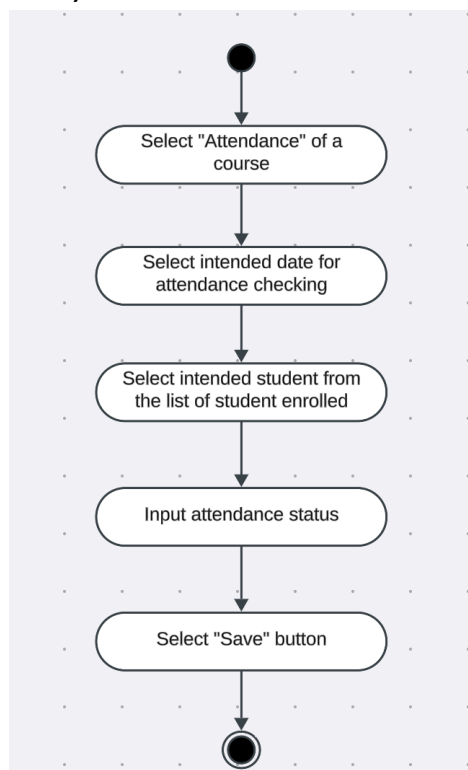 Select "Attendance" of a
course
Select intended date for
attendance checking
Select intended student from
the list of student enrolled
Input attendance status
Select "Save" button